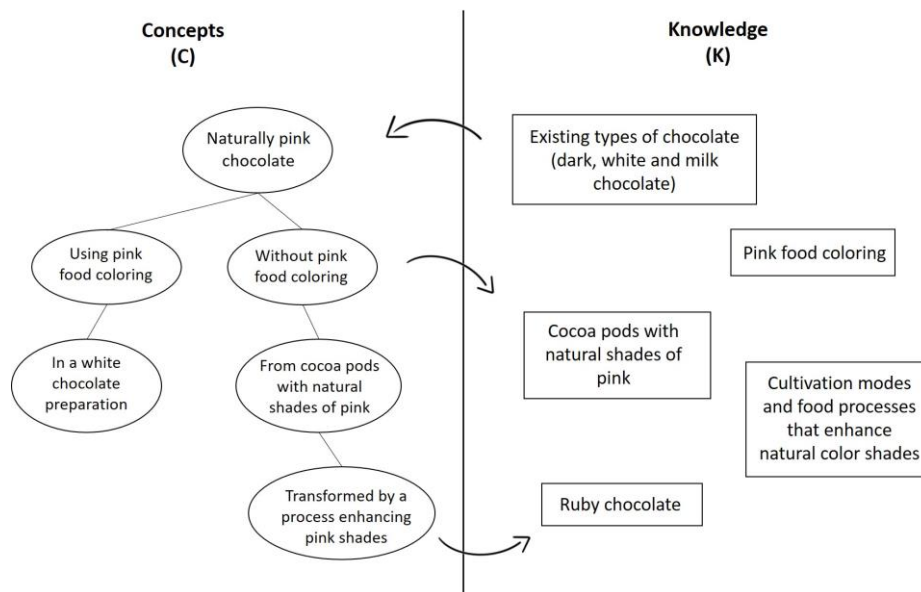 Concepts
(C)
Knowledge
(K)
Naturally pink
chocolate
Existing types of chocolate
(dark, white and milk
chocolate)
Using pink
food coloring
Without pink
food coloring
Pink food coloring
In a white
chocolate
preparation
From cocoa pods
with natural
shades of pink
Cocoa pods with
natural shades of
pink
Cultivation modes
and food processes
that enhance
natural color shades
Transformed by a
process enhancing
pink shades
Ruby chocolate